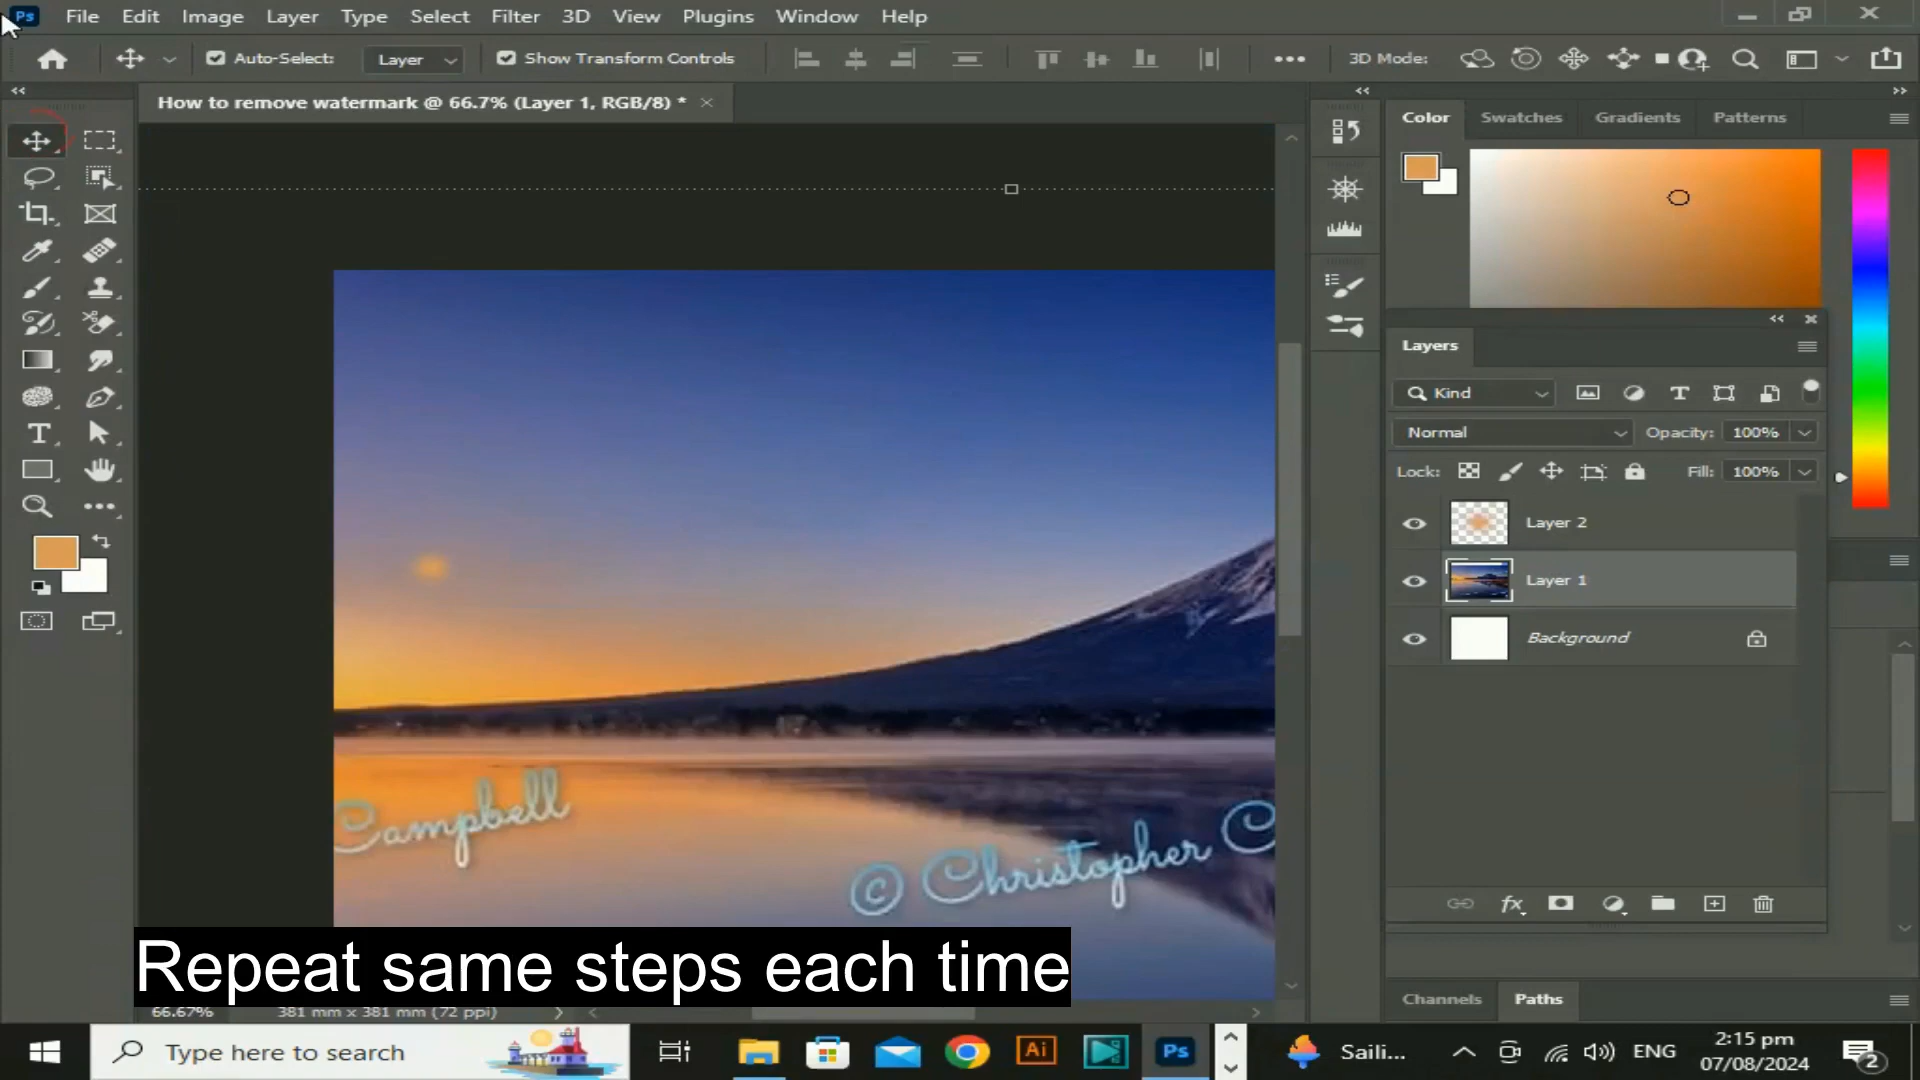 Ps File Edit Image Layer Type Select Filter 3D View Plugins Window Help
Auto-Select: Layer Show Transform Controls 3D Mode:
How to remove watermark @ 66.7% (Layer 1, RGB/8) *
Color Swatches Gradients Patterns
Layers
Kind
Normal Opacity: 100%
Lock: Fill: 100%
Layer 2
Layer 1
Background
Campbell
© Christopher C
fx
Repeat same steps each time
66.67% 381 mm x 381 mm (72 ppi)
Channels Paths
Type here to search
Ai
Ps
Saili...
ENG
2:15 pm
07/08/2024
2